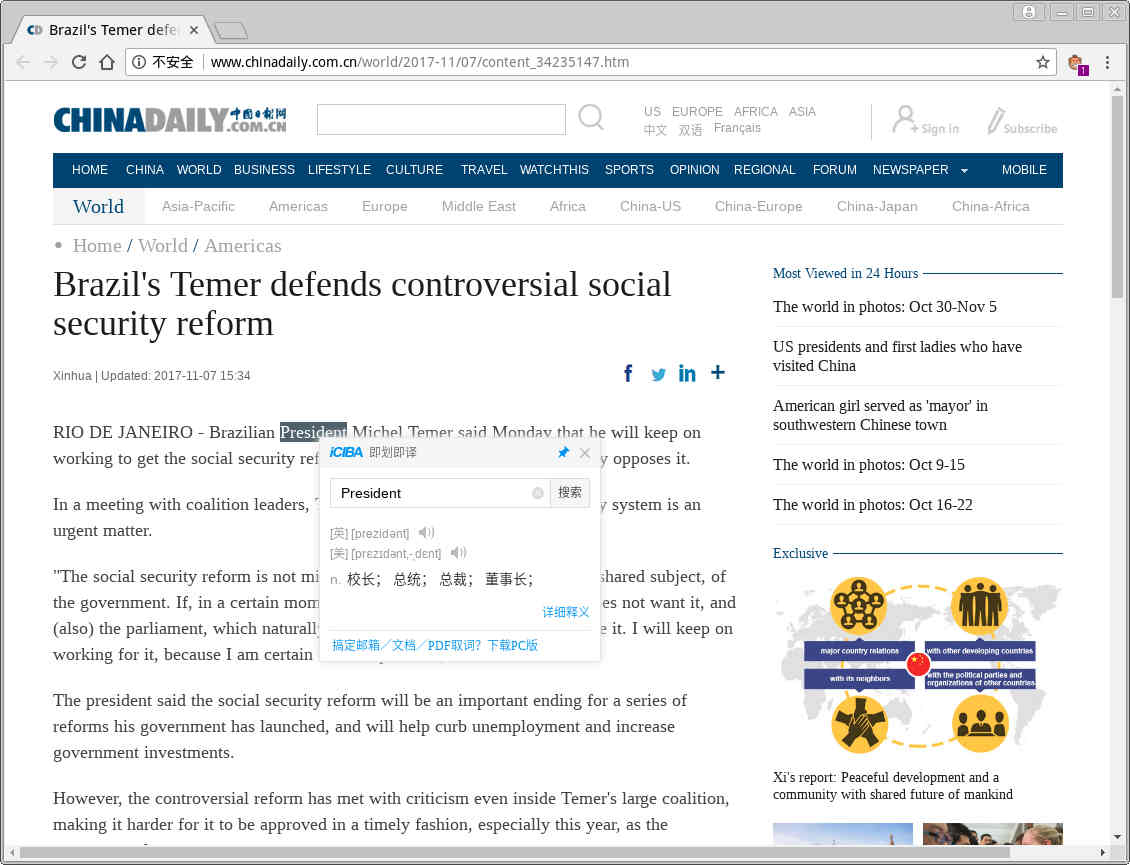 Brazil's Temer defe
不安全 www.chinadaily.com.cn/world/2017-11/07/content_34235147.htm
1
CHINADAILY 中国日报网 .COM.CN
US EUROPE AFRICA ASIA
中文 双语 Français
Sign in
Subscribe
HOME CHINA WORLD BUSINESS LIFESTYLE CULTURE TRAVEL WATCHTHIS SPORTS OPINION REGIONAL FORUM NEWSPAPER MOBILE
World Asia-Pacific Americas Europe Middle East Africa China-US China-Europe China-Japan China-Africa
Home / World / Americas
Brazil's Temer defends controversial social
security reform
Xinhua | Updated: 2017-11-07 15:34
RIO DE JANEIRO - Brazilian President Michel Temer said Monday that he will keep on
working to get the social security ref y opposes it.
In a meeting with coalition leaders, y system is an
urgent matter.
"The social security reform is not mi shared subject, of
the government. If, in a certain mom es not want it, and
(also) the parliament, which naturally e it. I will keep on
working for it, because I am certain
The president said the social security reform will be an important ending for a series of
reforms his government has launched, and will help curb unemployment and increase
government investments.
However, the controversial reform has met with criticism even inside Temer's large coalition,
making it harder for it to be approved in a timely fashion, especially this year, as the
iCIBA 即划即译
President 搜索
[英] [ˈprezidənt]
[美] [ˈprɛzɪdənt,-ˌdɛnt]
n. 校长； 总统； 总裁； 董事长；
详细释义
搞定邮箱／文档／PDF取词？下载PC版
Most Viewed in 24 Hours
The world in photos: Oct 30-Nov 5
US presidents and first ladies who have
visited China
American girl served as 'mayor' in
southwestern Chinese town
The world in photos: Oct 9-15
The world in photos: Oct 16-22
Exclusive
major country relations
with other developing countries
with its neighbors
with the political parties and
organizations of other countries
Xi's report: Peaceful development and a
community with shared future of mankind